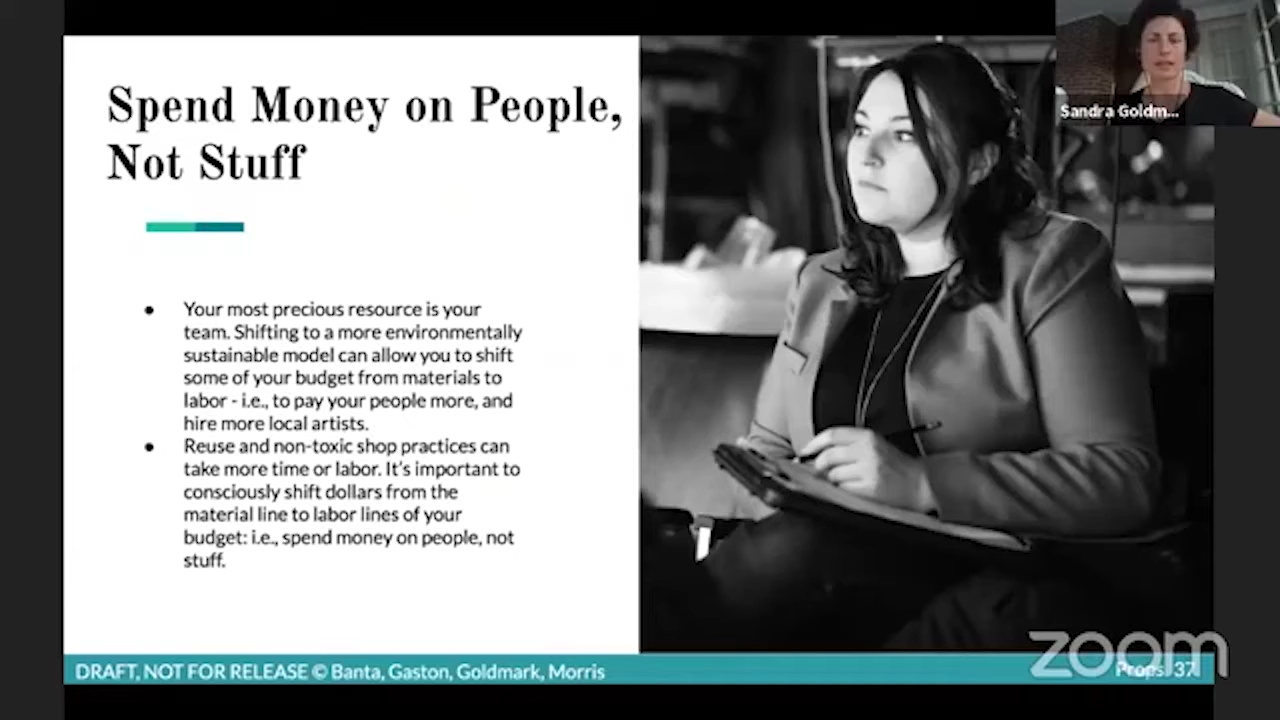 Spend Money on People,
Not Stuff
Sandra Goldm...
● Your most precious resource is your
team. Shifting to a more environmentally
sustainable model can allow you to shift
some of your budget from materials to
labor - i.e., to pay your people more, and
hire more local artists.
● Reuse and non-toxic shop practices can
take more time or labor. It's important to
consciously shift dollars from the
material line to labor lines of your
budget: i.e., spend money on people, not
stuff.
DRAFT, NOT FOR RELEASE © Banta, Gaston, Goldmark, Morris
Props 37
zoom